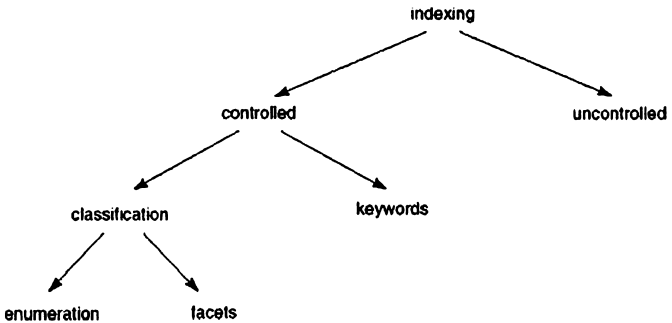 indexing
controlled
uncontrolled
classification
keywords
enumeration
facets